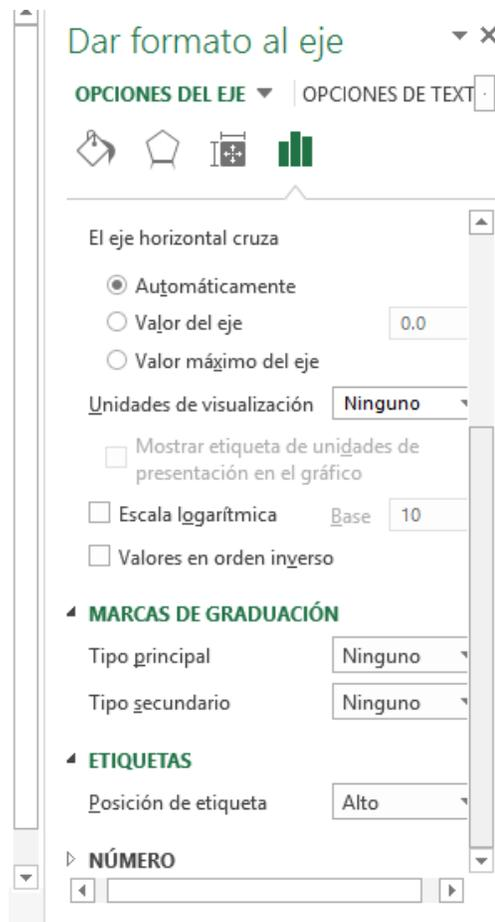 Dar formato al eje
OPCIONES DEL EJE
OPCIONES DE TEXT
El eje horizontal cruza
Automáticamente
Valor del eje 0.0
Valor máximo del eje
Unidades de visualización Ninguno
Mostrar etiqueta de unidades de
presentación en el gráfico
Escala logarítmica Base 10
Valores en orden inverso
MARCAS DE GRADUACIÓN
Tipo principal Ninguno
Tipo secundario Ninguno
ETIQUETAS
Posición de etiqueta Alto
NÚMERO